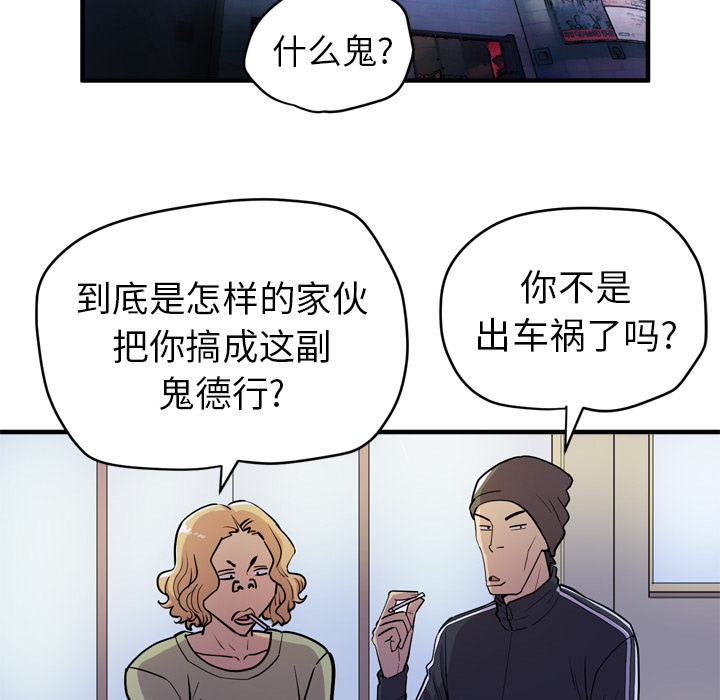 什么鬼?
到底是怎样的家伙
把你搞成这副
鬼德行?
你不是
出车祸了吗?